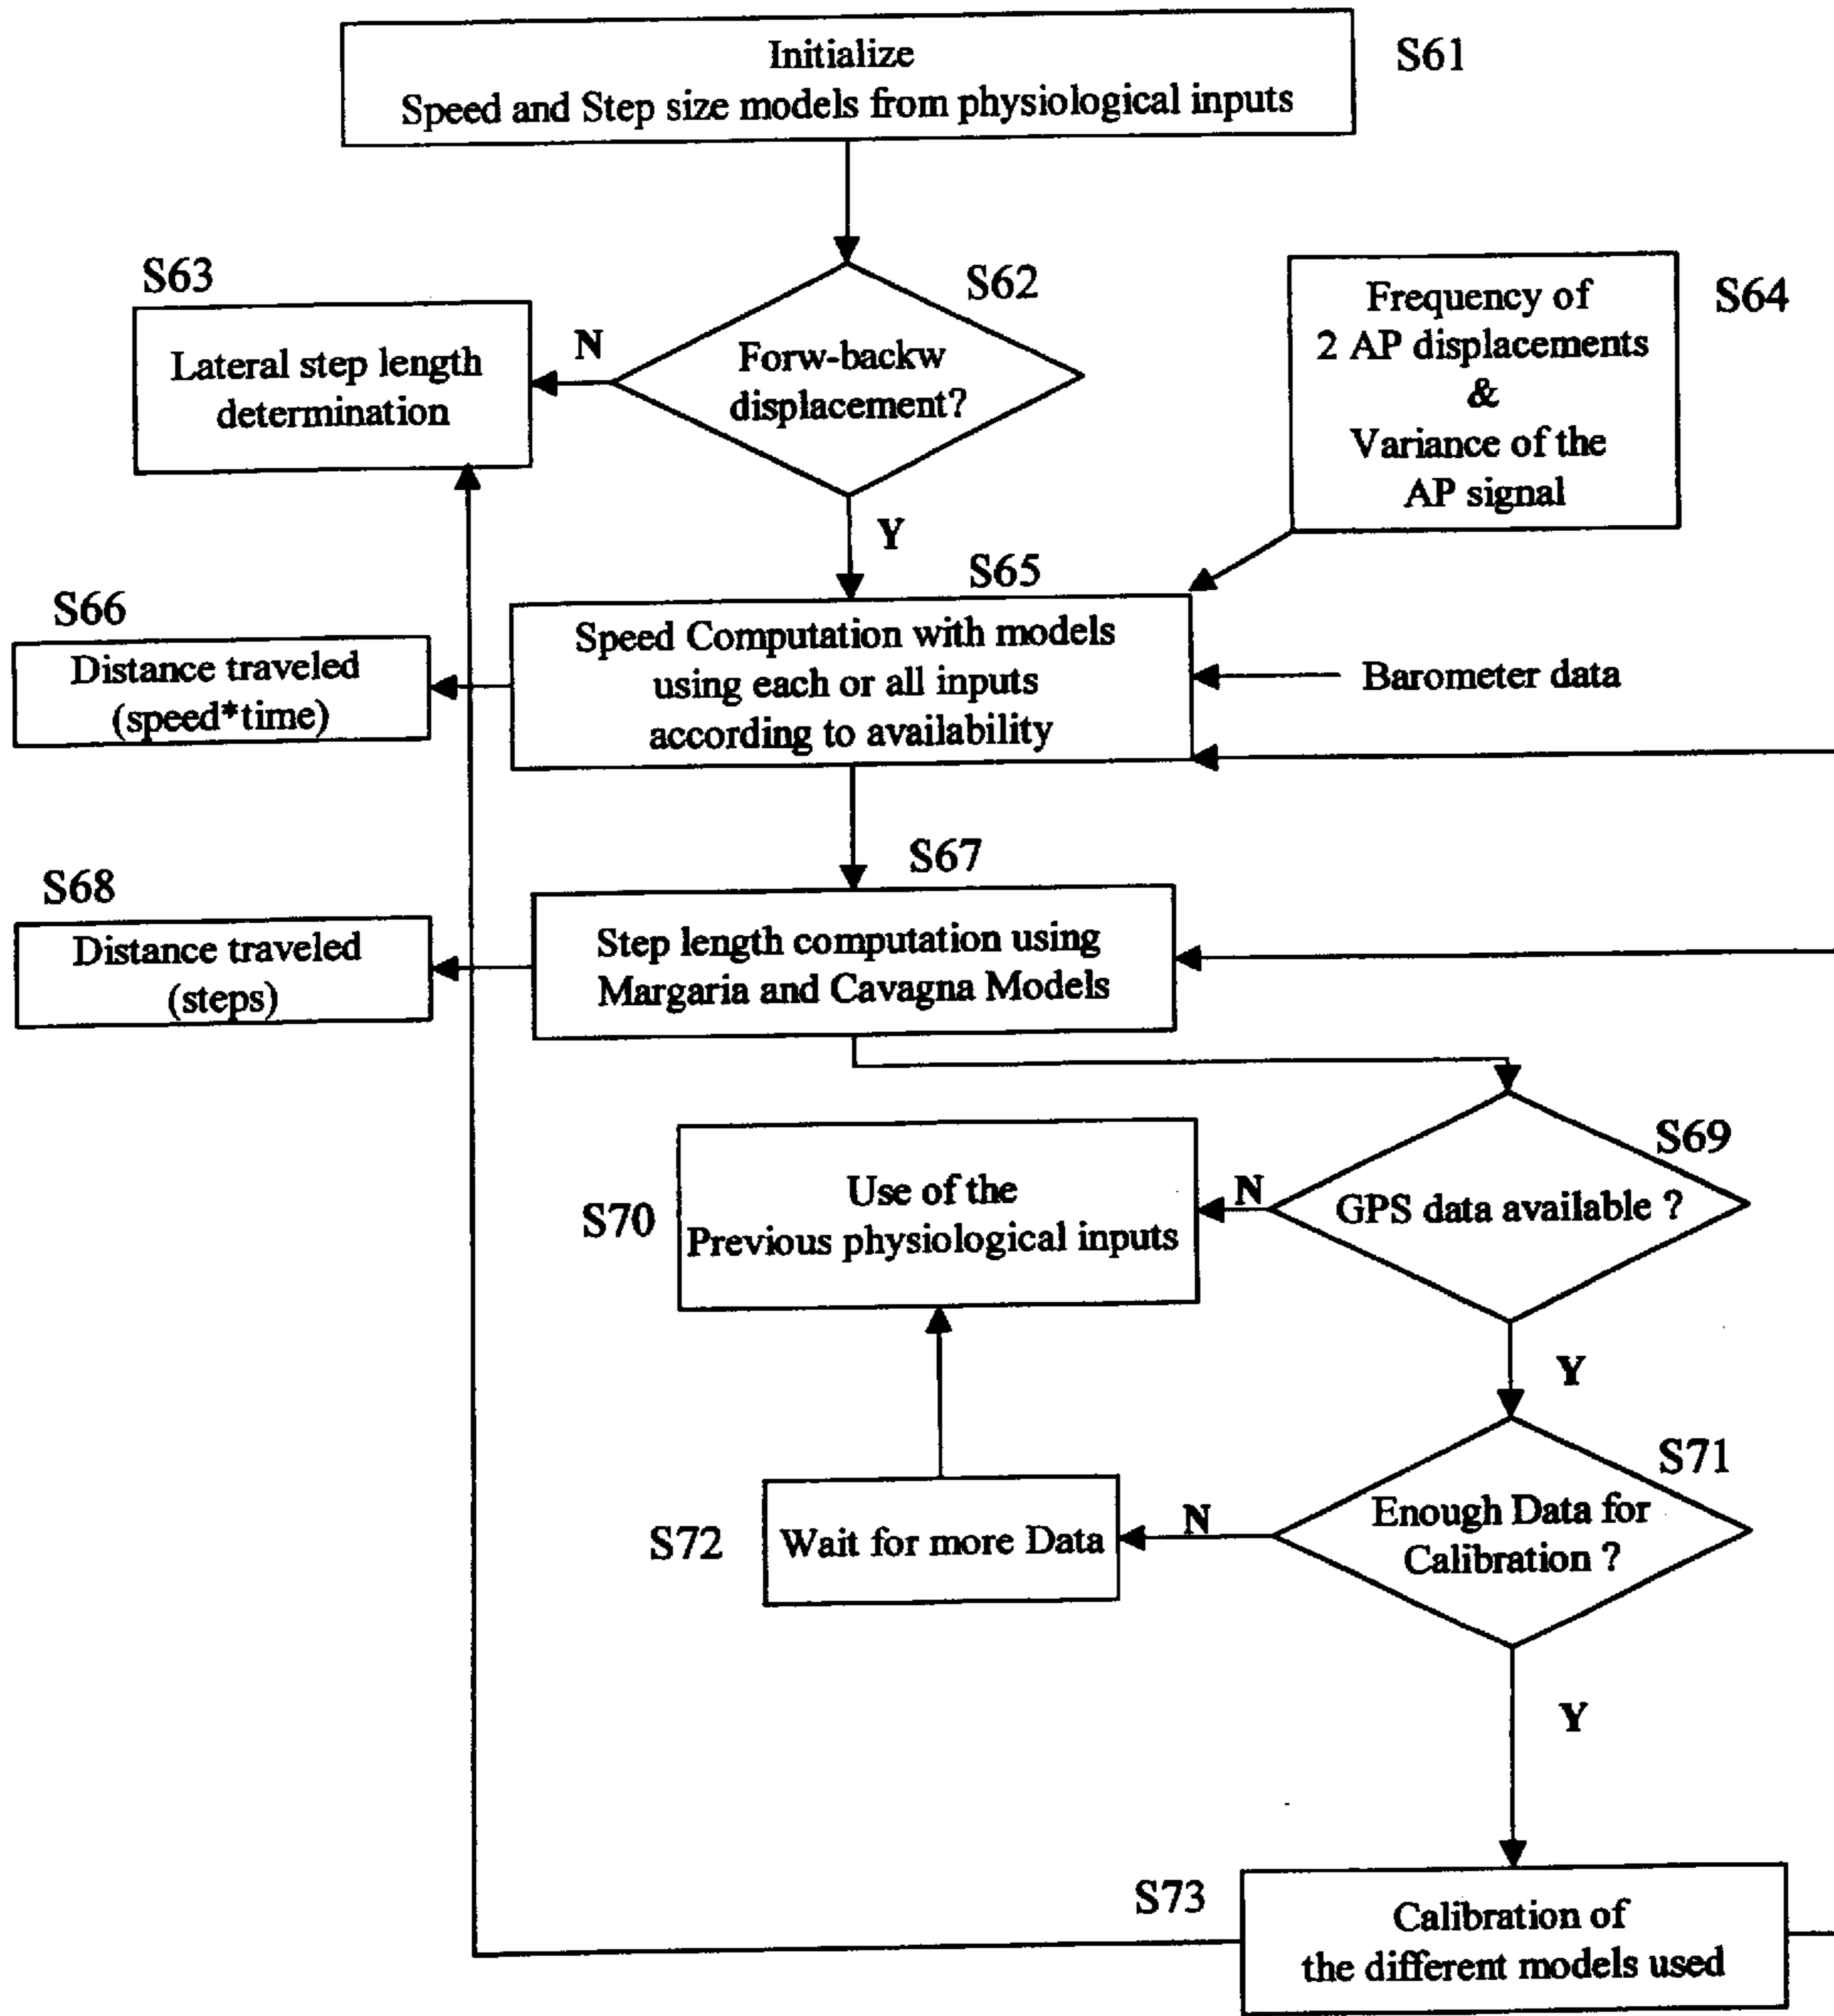 Initialize
Speed and Step size models from physiological inputs
S61
S63
Lateral step length
determination
N
S62
Forw-backw
displacement?
Y
S64
Frequency of
2 AP displacements
&
Variance of the
AP signal
S65
Speed Computation with models
using each or all inputs
according to availability
Barometer data
S66
Distance traveled
(speed*time)
S67
Step length computation using
Margaria and Cavagna Models
S68
Distance traveled
(steps)
S69
GPS data available ?
N
Y
S70
Use of the
Previous physiological inputs
S71
Enough Data for
Calibration ?
N
Y
S72
Wait for more Data
S73
Calibration of
the different models used